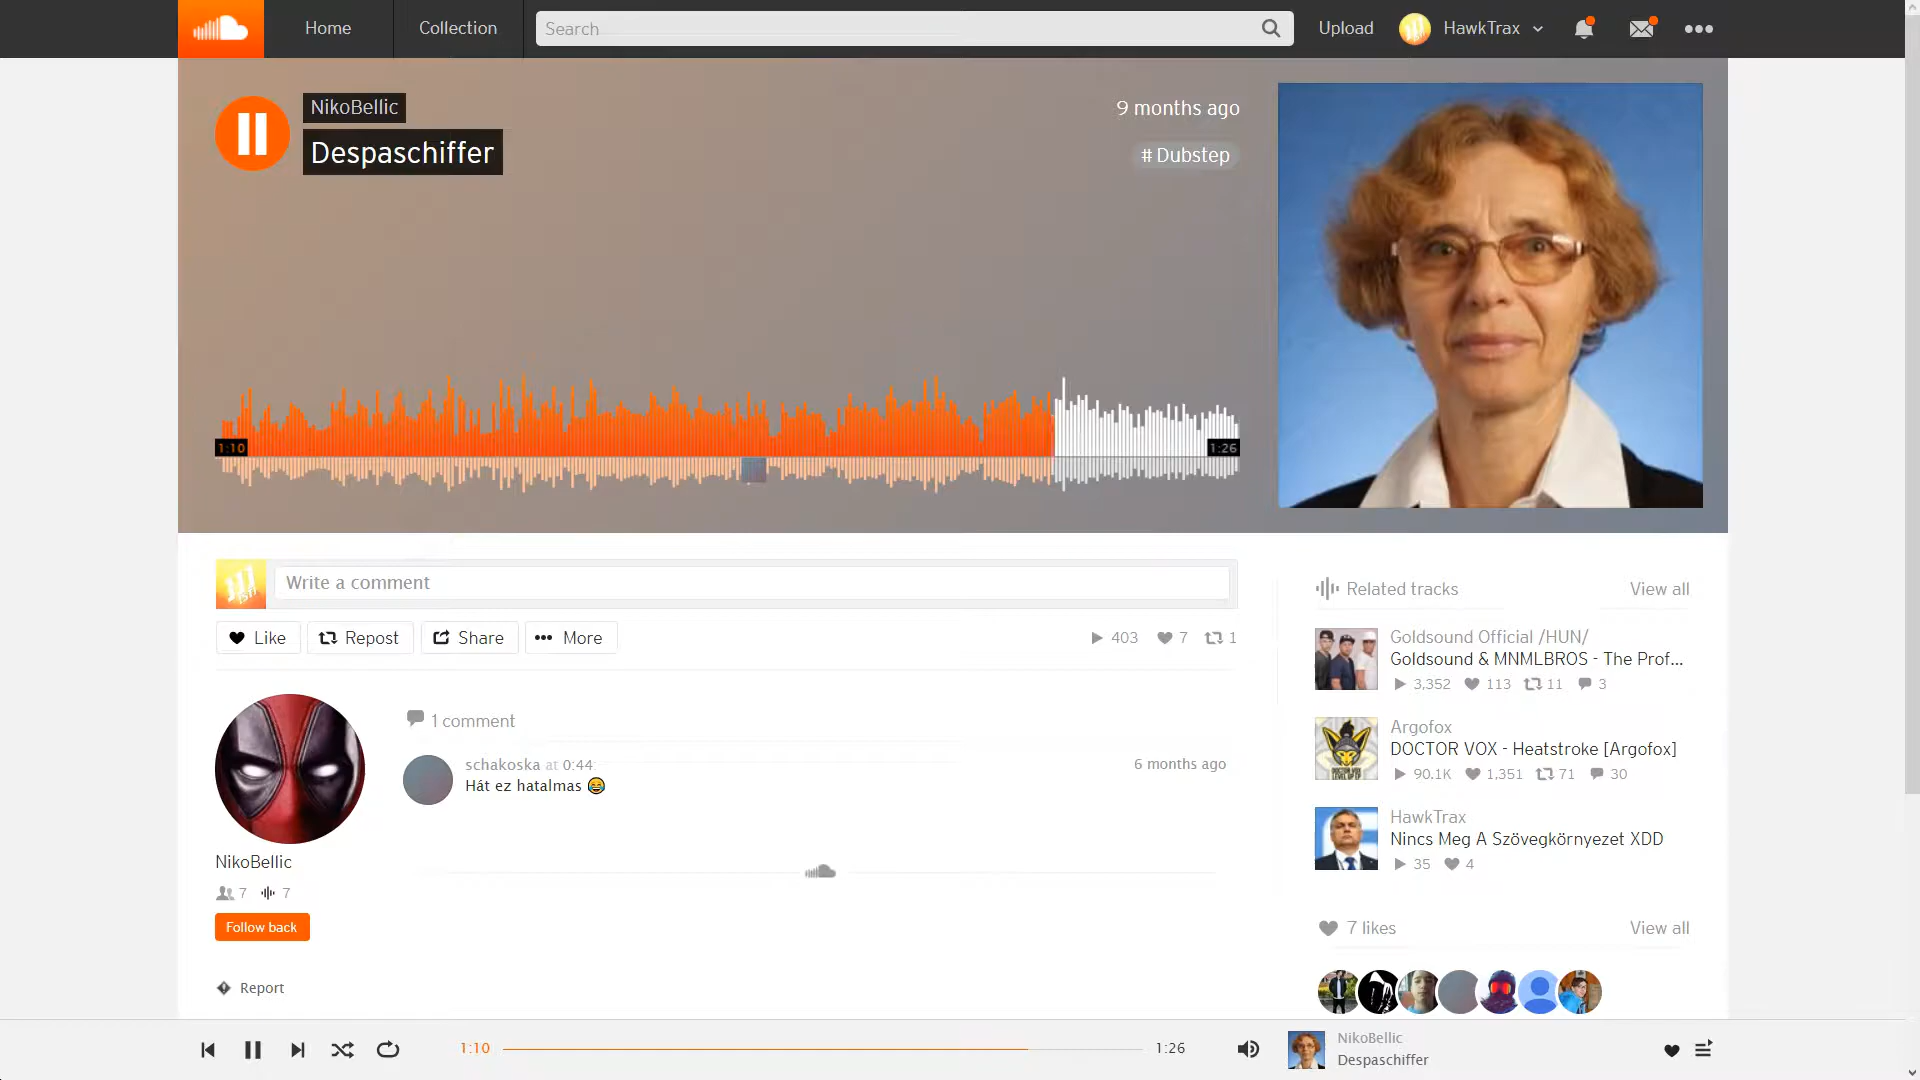 Home
Collection
Search
Upload
HawkTrax
NikoBellic
9 months ago
Despaschiffer
# Dubstep
1:10
1:26
Write a comment
Like
Repost
Share
More
403
7
1
1 comment
schakoska at 0:44
6 months ago
Hát ez hatalmas 😂
NikoBellic
7
7
Follow back
Report
Related tracks
View all
Goldsound Official /HUN/
Goldsound & MNMLBROS - The Prof...
3,352
113
11
3
Argofox
DOCTOR VOX - Heatstroke [Argofox]
90.1K
1,351
71
30
HawkTrax
Nincs Meg A Szövegkörnyezet XDD
35
4
7 likes
View all
1:10
1:26
NikoBellic
Despaschiffer